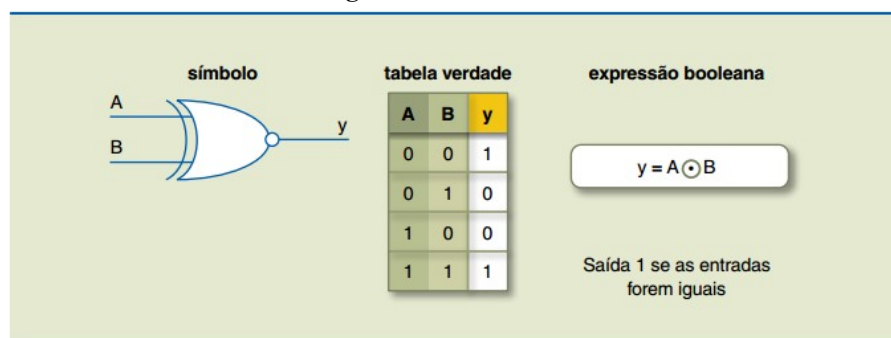 símbolo
A
B
y
tabela verdade
A B y
0 0 1
0 1 0
1 0 0
1 1 1
expressão booleana
y = A⊙B
Saída 1 se as entradas
forem iguais